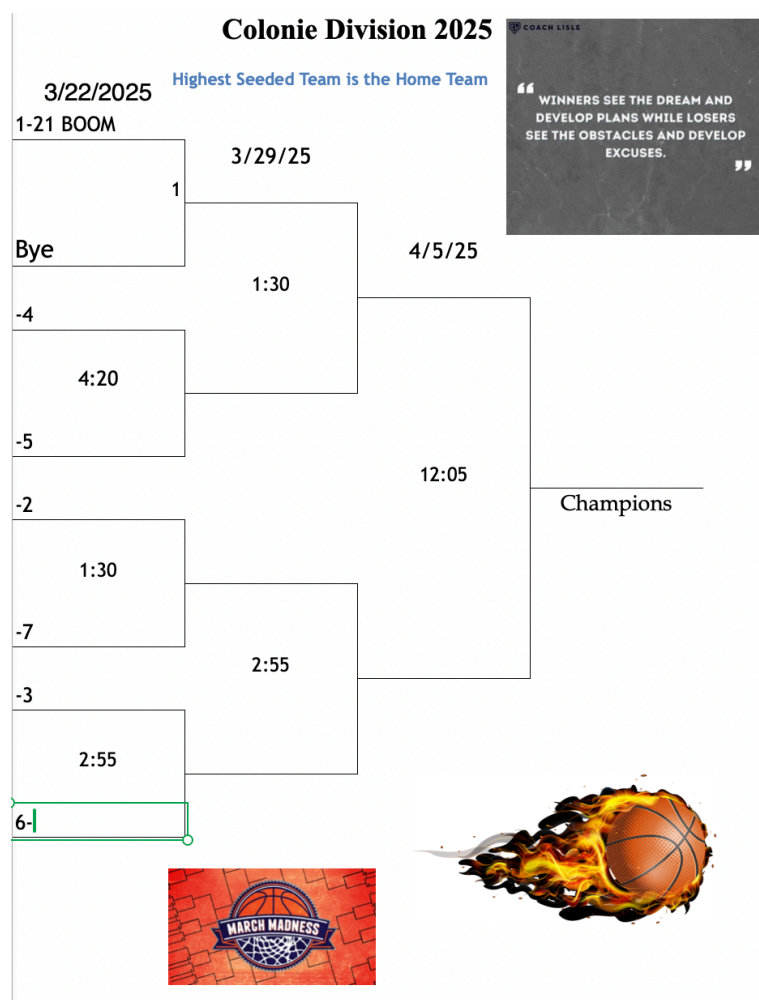 Colonie Division 2025
COACH LISLE
Highest Seeded Team is the Home Team
“
WINNERS SEE THE DREAM AND
DEVELOP PLANS WHILE LOSERS
SEE THE OBSTACLES AND DEVELOP
EXCUSES.
”
3/22/2025
1-21 BOOM
3/29/25
1
Bye
4/5/25
1:30
-4
4:20
-5
12:05
-2
Champions
1:30
-7
2:55
-3
2:55
6-
MARCH MADNESS